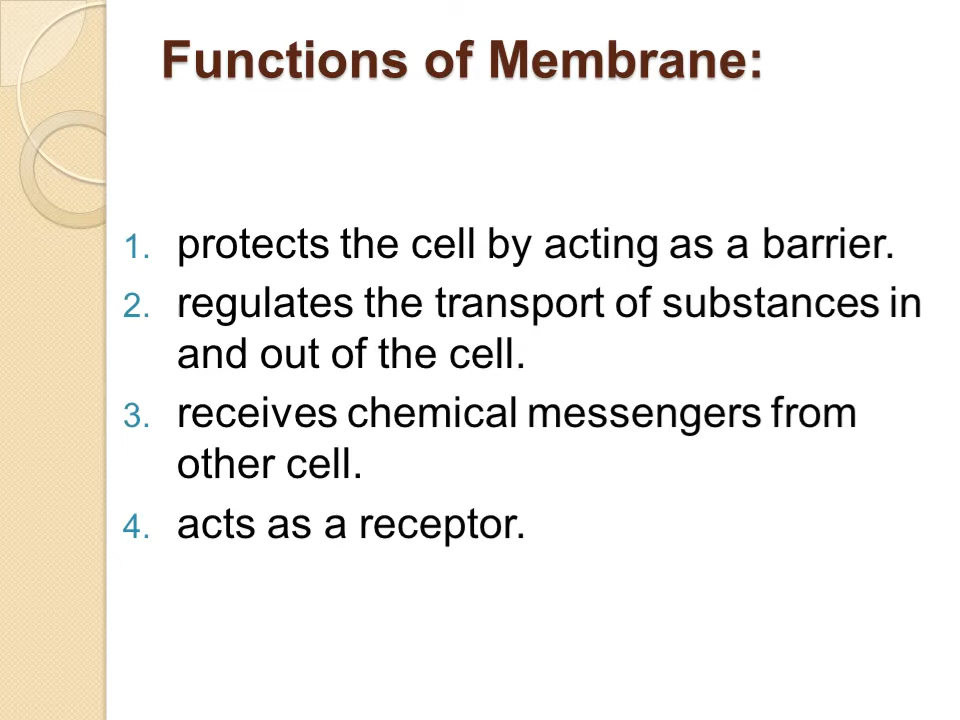 Functions of Membrane:
1. protects the cell by acting as a barrier.
2. regulates the transport of substances in
and out of the cell.
3. receives chemical messengers from
other cell.
4. acts as a receptor.